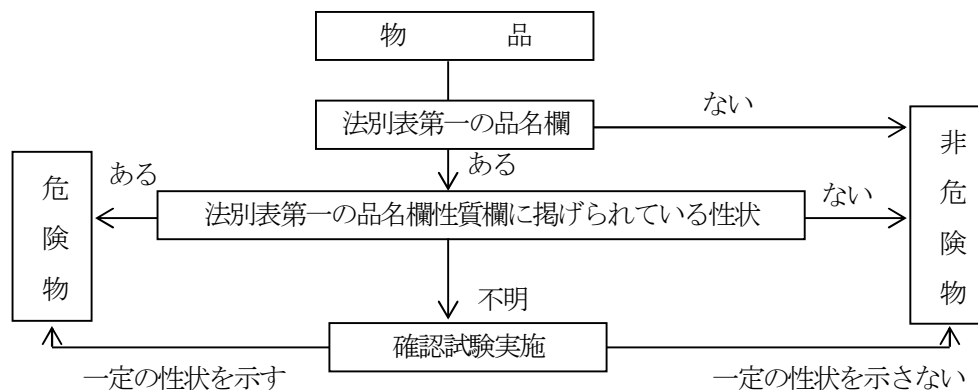 物 品
ない
法別表第一の品名欄
ある
ある
法別表第一の品名欄性質欄に掲げられている性状
ない
危険物
非危険物
不明
確認試験実施
一定の性状を示す
一定の性状を示さない